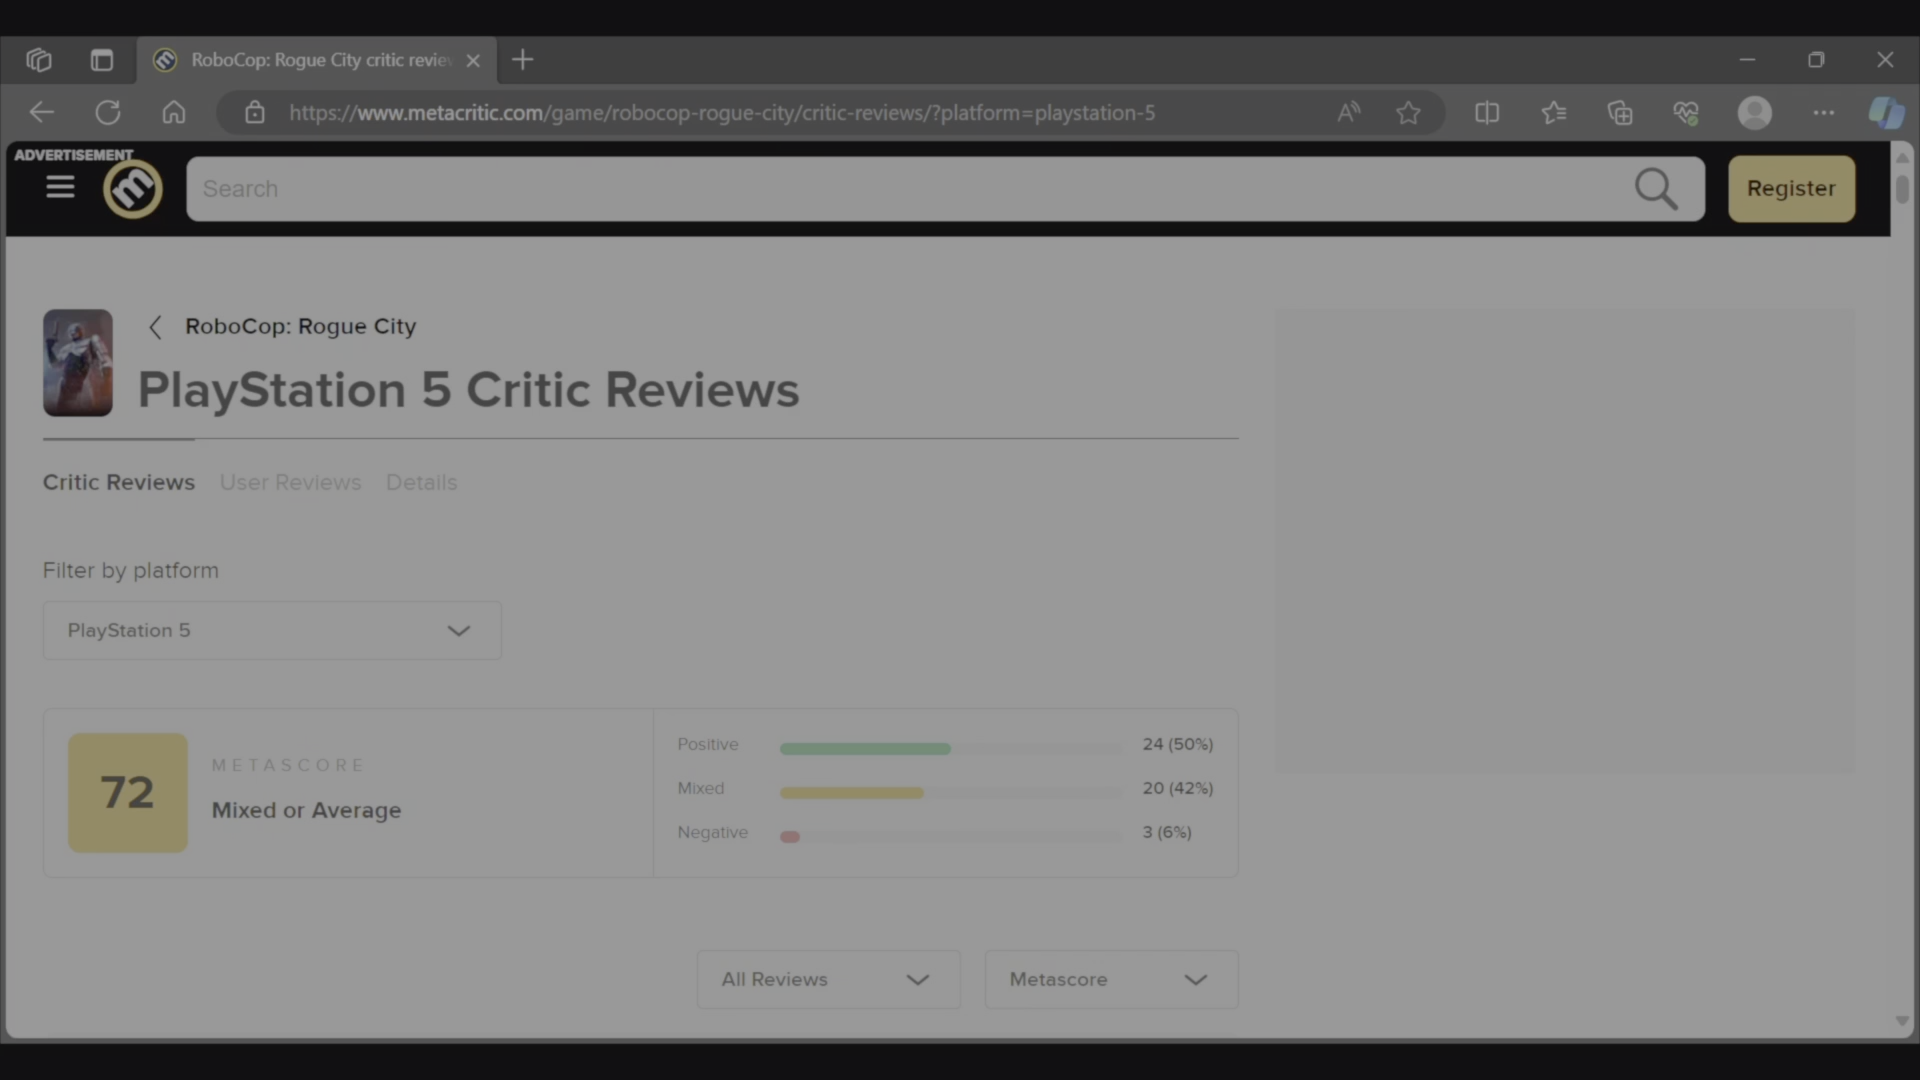 RoboCop: Rogue City critic review
https://www.metacritic.com/game/robocop-rogue-city/critic-reviews/?platform=playstation-5
ADVERTISEMENT
Search
Register
RoboCop: Rogue City
PlayStation 5 Critic Reviews
Critic Reviews User Reviews Details
Filter by platform
PlayStation 5
72
METASCORE
Mixed or Average
Positive 24 (50%)
Mixed 20 (42%)
Negative 3 (6%)
All Reviews Metascore